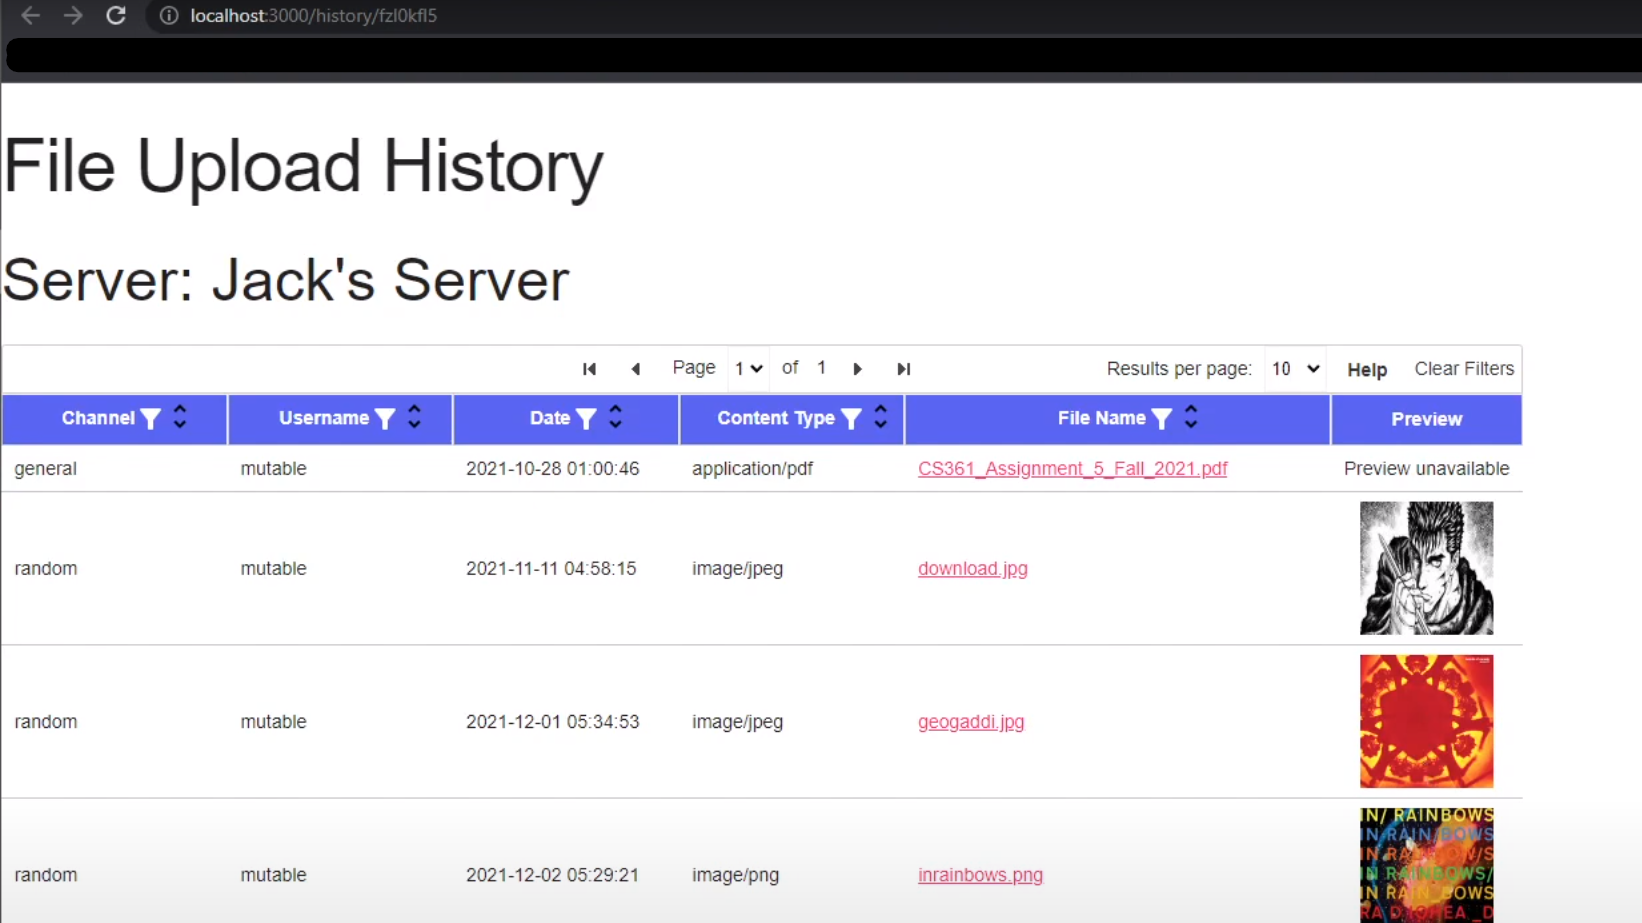 localhost:3000/history/fzl0kfl5
File Upload History
Server: Jack's Server
Page 1 of 1 Results per page: 10 Help Clear Filters
Channel Username Date Content Type File Name Preview
general mutable 2021-10-28 01:00:46 application/pdf CS361_Assignment_5_Fall_2021.pdf Preview unavailable
random mutable 2021-11-11 04:58:15 image/jpeg download.jpg
random mutable 2021-12-01 05:34:53 image/jpeg geogaddi.jpg
IN/ RAINBOWS
IN RAIN/BOWS
IN RAINBOW/S
IN RAINBOWS/
IN RAIN_BOWS
random mutable 2021-12-02 05:29:21 image/png inrainbows.png